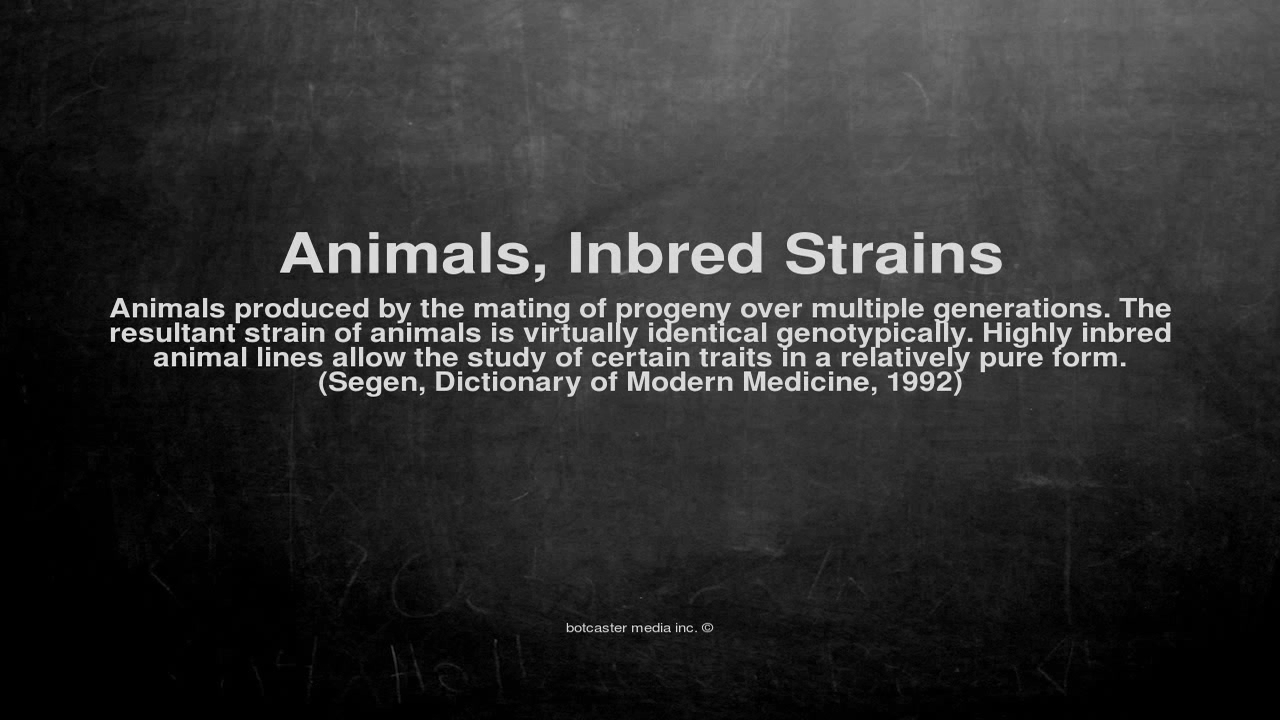 Animals, Inbred Strains
Animals produced by the mating of progeny over multiple generations. The
resultant strain of animals is virtually identical genotypically. Highly inbred
animal lines allow the study of certain traits in a relatively pure form.
(Segen, Dictionary of Modern Medicine, 1992)
botcaster media inc. ©